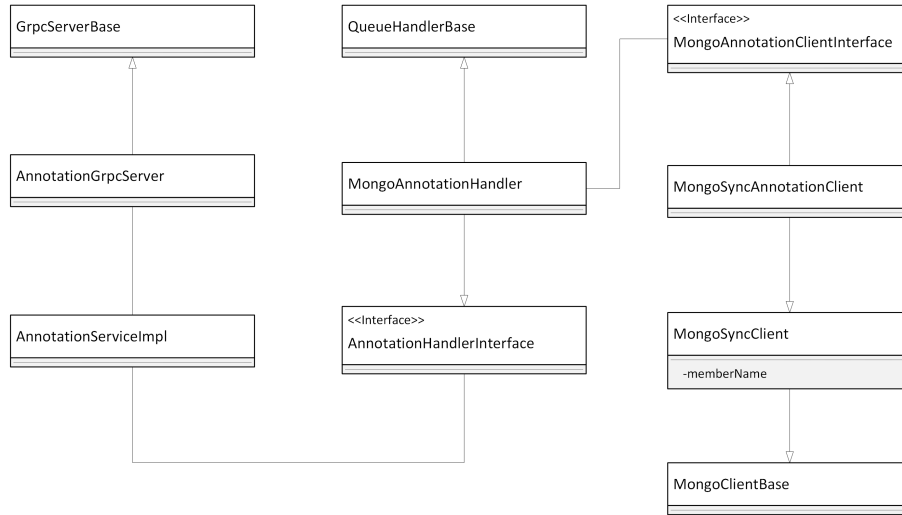 GrpcServerBase
QueueHandlerBase
<<Interface>>
MongoAnnotationClientInterface
AnnotationGrpcServer
MongoAnnotationHandler
MongoSyncAnnotationClient
AnnotationServiceImpl
<<Interface>>
AnnotationHandlerInterface
MongoSyncClient
-memberName
MongoClientBase